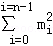 i=n-1
Σ m_i^2
i=0